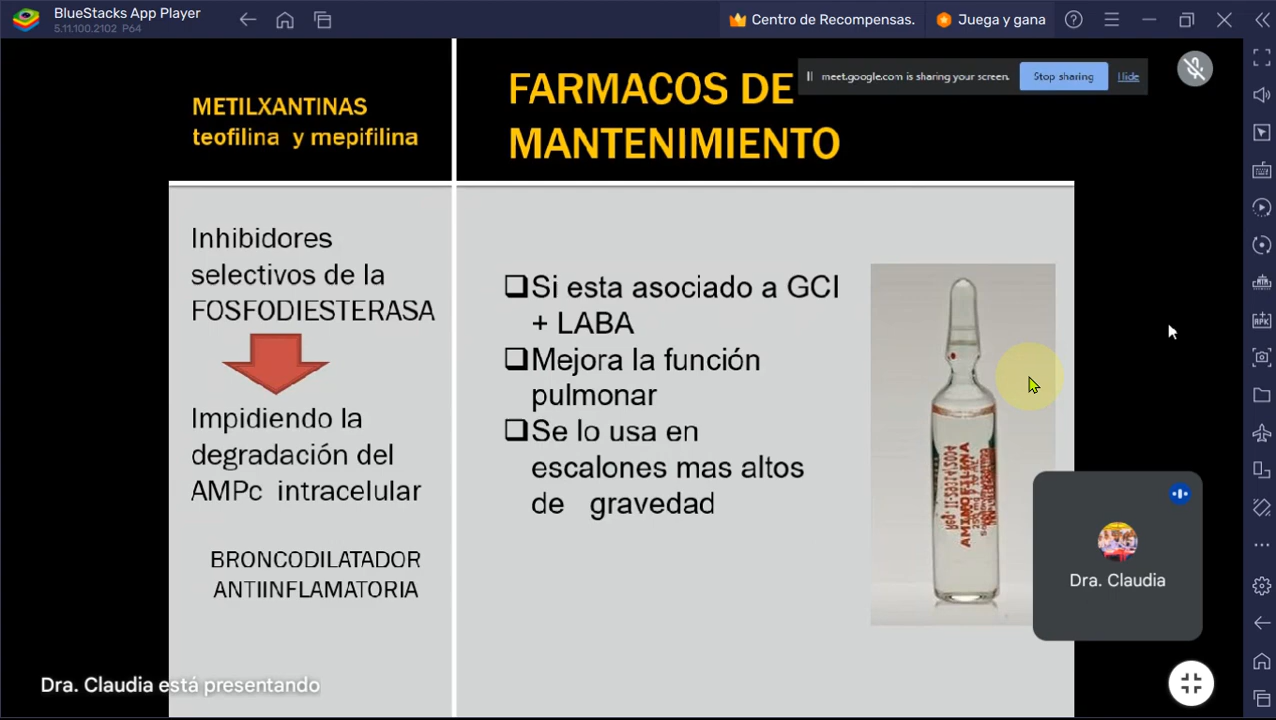 BlueStacks App Player
5.11.100.2102 P64
Centro de Recompensas.
Juega y gana
meet.google.com is sharing your screen.
Stop sharing
Hide
METILXANTINAS
teofilina y mepifilina
FARMACOS DE
MANTENIMIENTO
Inhibidores
selectivos de la
FOSFODIESTERASA
Impidiendo la
degradación del
AMPc intracelular
BRONCODILATADOR
ANTIINFLAMATORIA
❑Si esta asociado a GCI
+ LABA
❑Mejora la función
pulmonar
❑Se lo usa en
escalones mas altos
de gravedad
AMINOFILINA
Dra. Claudia
Dra. Claudia está presentando